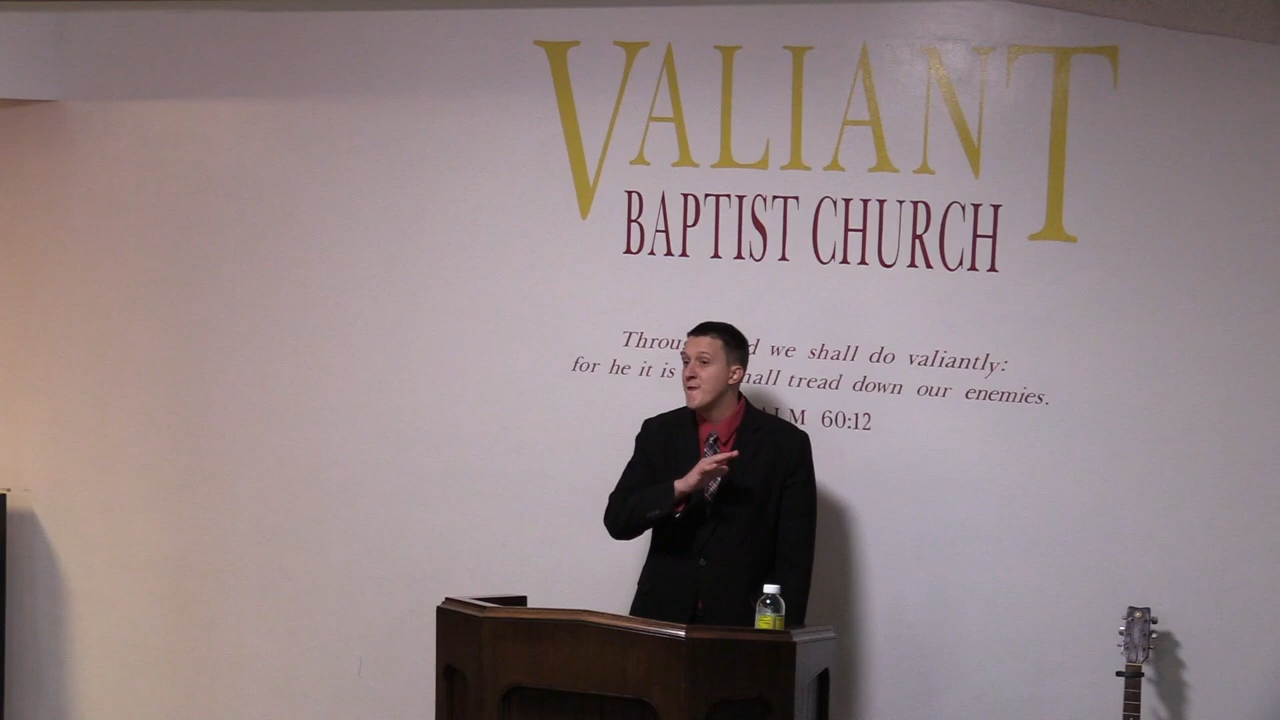 VALIANT
BAPTIST CHURCH
Throu d we shall do valiantly:
for he it is hall tread down our enemies.
ALM 60:12